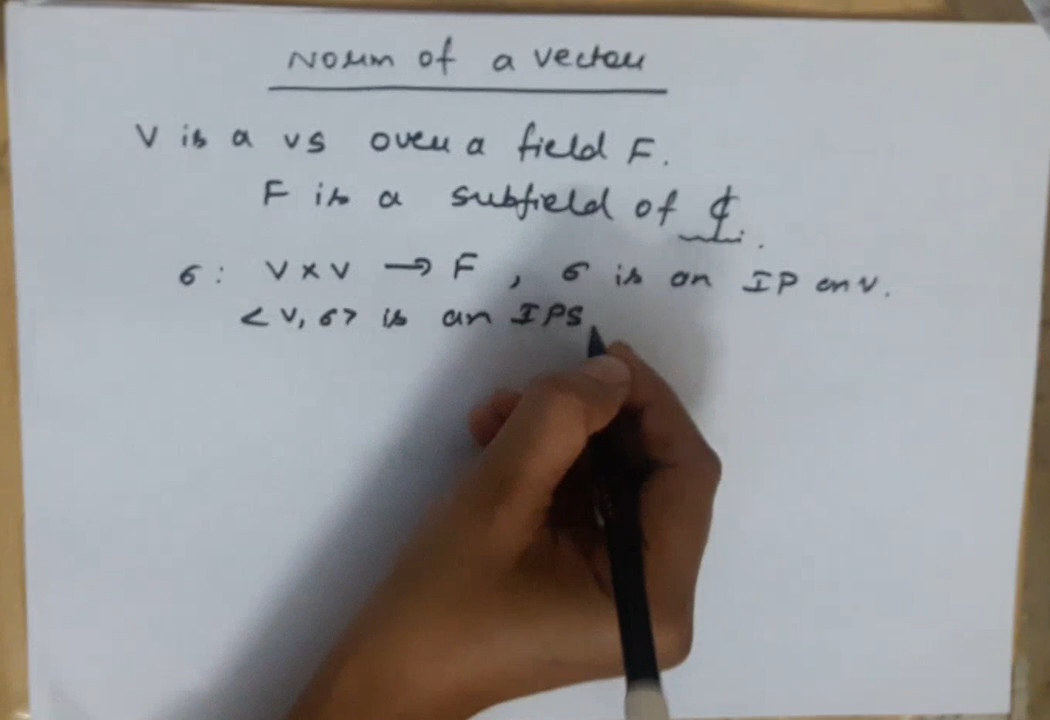 Norm of a vector
V is a vs over a field F.
F is a subfield of ₵.
σ: V × V → F, σ is an IP on V.
<V, σ> is an IPS